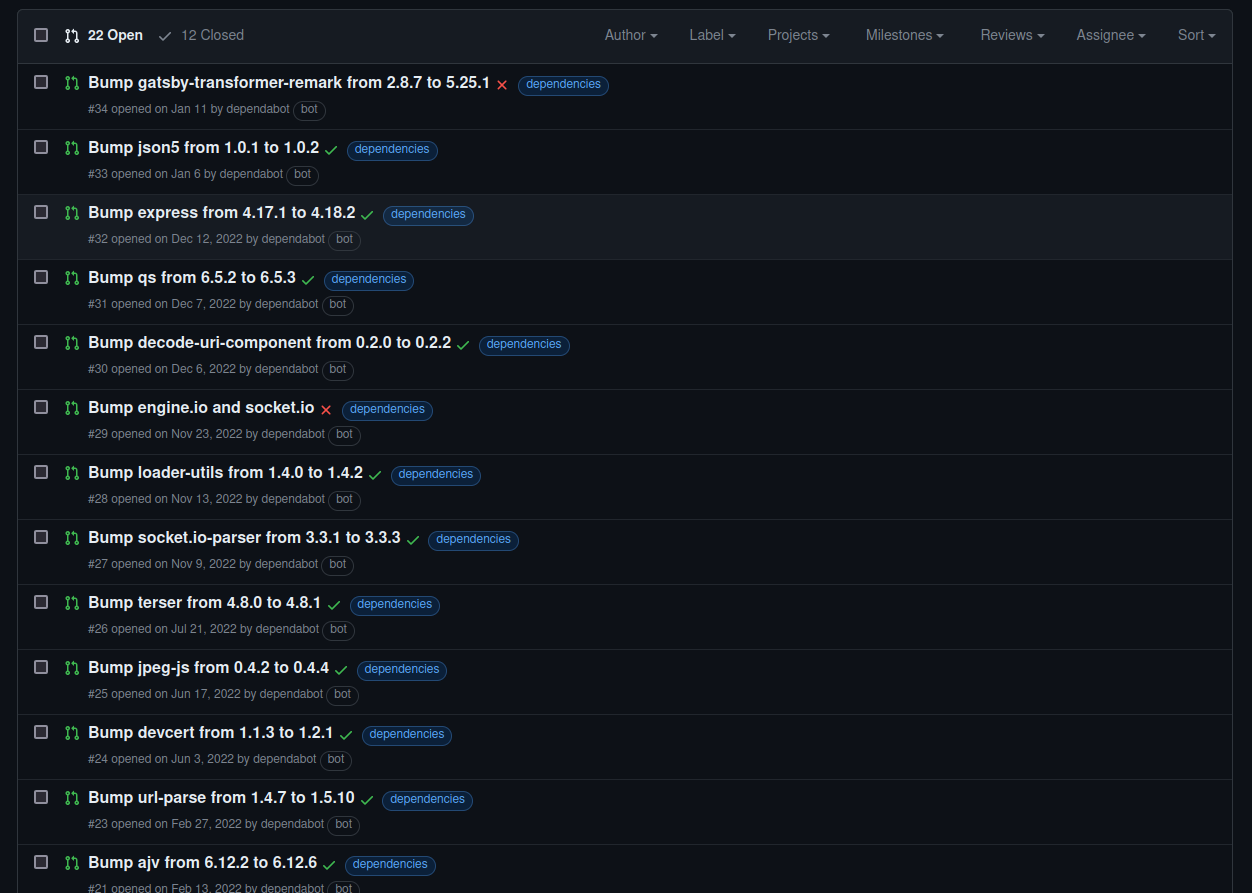 22 Open 12 Closed Author Label Projects Milestones Reviews Assignee Sort
Bump gatsby-transformer-remark from 2.8.7 to 5.25.1 dependencies
#34 opened on Jan 11 by dependabot bot
Bump json5 from 1.0.1 to 1.0.2 dependencies
#33 opened on Jan 6 by dependabot bot
Bump express from 4.17.1 to 4.18.2 dependencies
#32 opened on Dec 12, 2022 by dependabot bot
Bump qs from 6.5.2 to 6.5.3 dependencies
#31 opened on Dec 7, 2022 by dependabot bot
Bump decode-uri-component from 0.2.0 to 0.2.2 dependencies
#30 opened on Dec 6, 2022 by dependabot bot
Bump engine.io and socket.io dependencies
#29 opened on Nov 23, 2022 by dependabot bot
Bump loader-utils from 1.4.0 to 1.4.2 dependencies
#28 opened on Nov 13, 2022 by dependabot bot
Bump socket.io-parser from 3.3.1 to 3.3.3 dependencies
#27 opened on Nov 9, 2022 by dependabot bot
Bump terser from 4.8.0 to 4.8.1 dependencies
#26 opened on Jul 21, 2022 by dependabot bot
Bump jpeg-js from 0.4.2 to 0.4.4 dependencies
#25 opened on Jun 17, 2022 by dependabot bot
Bump devcert from 1.1.3 to 1.2.1 dependencies
#24 opened on Jun 3, 2022 by dependabot bot
Bump url-parse from 1.4.7 to 1.5.10 dependencies
#23 opened on Feb 27, 2022 by dependabot bot
Bump ajv from 6.12.2 to 6.12.6 dependencies
#21 opened on Feb 13, 2022 by dependabot bot